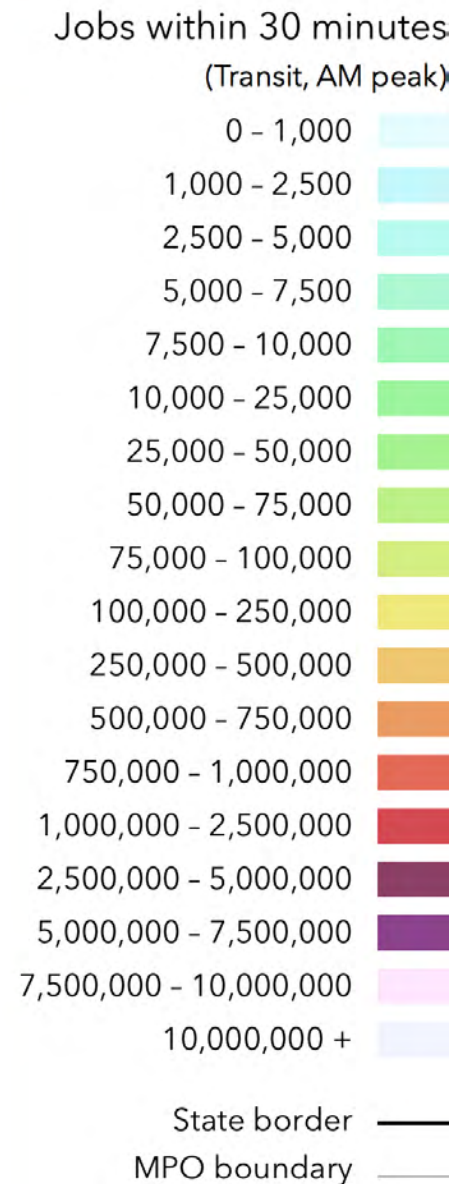 Jobs within 30 minutes
(Transit, AM peak)
0 – 1,000
1,000 – 2,500
2,500 – 5,000
5,000 – 7,500
7,500 – 10,000
10,000 – 25,000
25,000 – 50,000
50,000 – 75,000
75,000 – 100,000
100,000 – 250,000
250,000 – 500,000
500,000 – 750,000
750,000 – 1,000,000
1,000,000 – 2,500,000
2,500,000 – 5,000,000
5,000,000 – 7,500,000
7,500,000 – 10,000,000
10,000,000 +
State border
MPO boundary